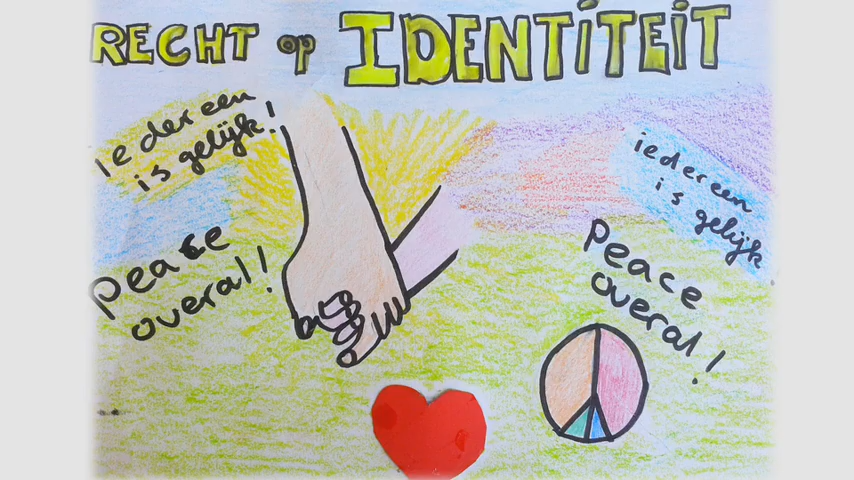 RECHT op IDENTITEIT
Iedereen
is gelijk!
Peace
overal!
iedereen
is gelijk
Peace
overal!